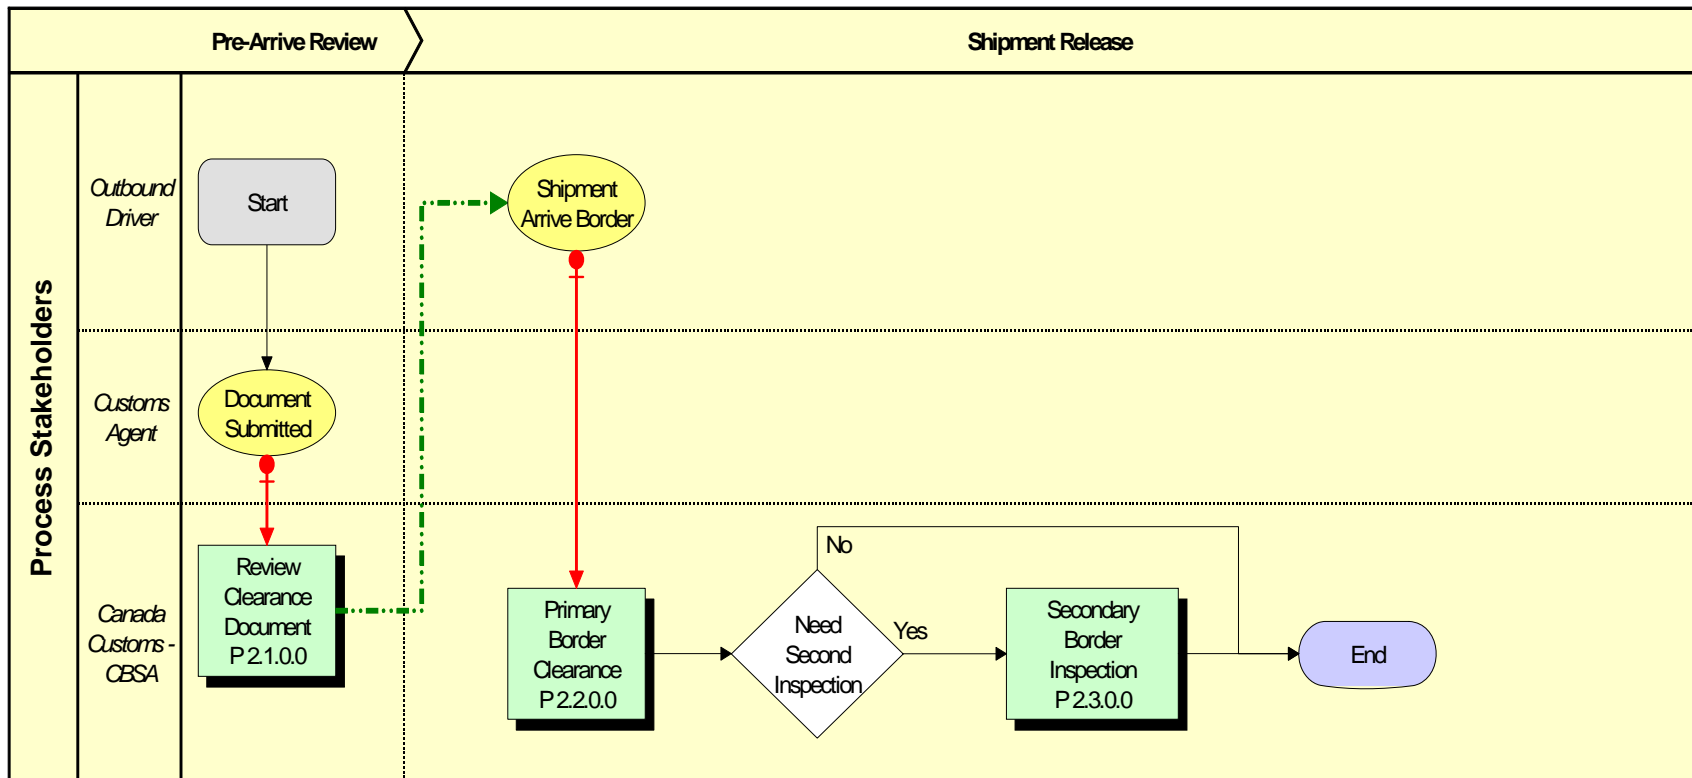 Pre-Arrive Review
Shipment Release
Process Stakeholders
Outbound
Driver
Start
Shipment
Arrive Border
Customs
Agent
Document
Submitted
Canada
Customs -
CBSA
Review
Clearance
Document
P 2.1.0.0
Primary
Border
Clearance
P 2.2.0.0
Need
Second
Inspection
No
Yes
Secondary
Border
Inspection
P 2.3.0.0
End